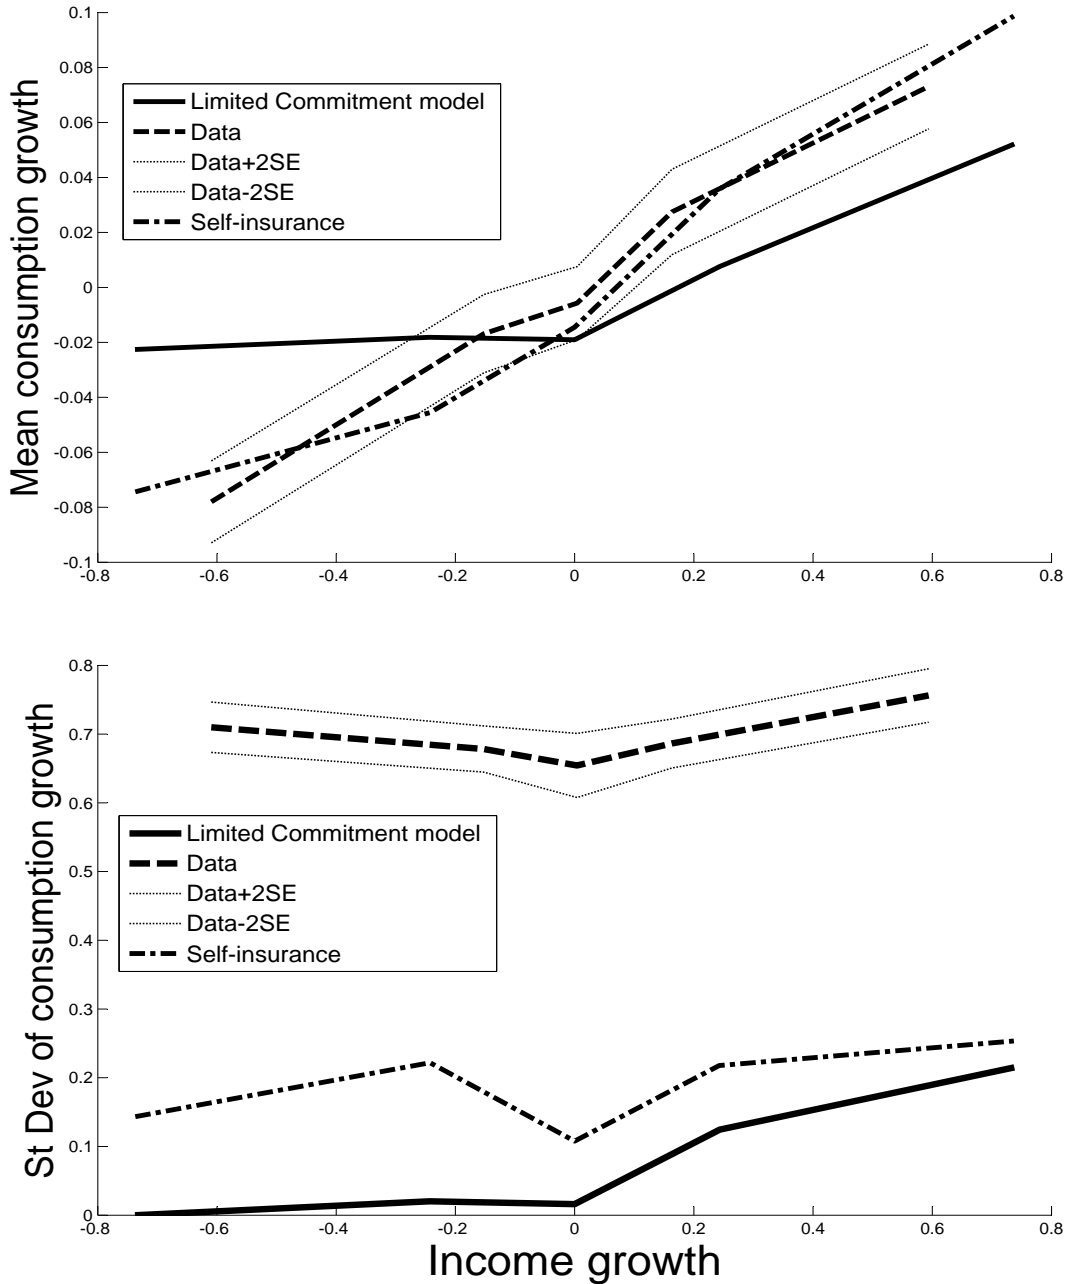 0.1
0.08
0.06
0.04
0.02
0
-0.02
-0.04
-0.06
-0.08
-0.1
Mean consumption growth
Limited Commitment model
Data
Data+2SE
Data-2SE
Self-insurance
-0.8 -0.6 -0.4 -0.2 0 0.2 0.4 0.6 0.8
0.8
0.7
0.6
0.5
0.4
0.3
0.2
0.1
0
St Dev of consumption growth
Limited Commitment model
Data
Data+2SE
Data-2SE
Self-insurance
-0.8 -0.6 -0.4 -0.2 0 0.2 0.4 0.6 0.8
Income growth